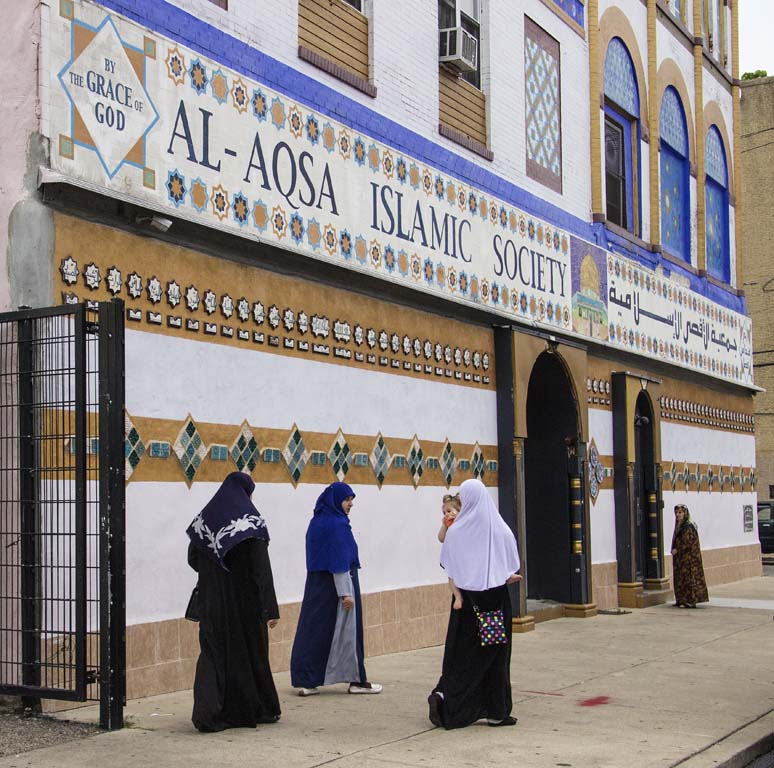 BY
THE GRACE OF
GOD
AL-AQSA ISLAMIC SOCIETY
جمعية الأقصى الإسلامية